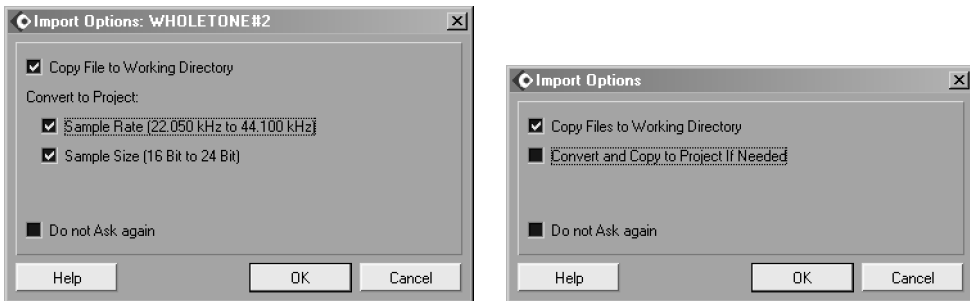 Import Options: WHOLETONE#2
Copy File to Working Directory
Convert to Project:
Sample Rate (22.050 kHz to 44.100 kHz)
Sample Size (16 Bit to 24 Bit)
Do not Ask again
Help
OK
Cancel
Import Options
Copy Files to Working Directory
Convert and Copy to Project If Needed
Do not Ask again
Help
OK
Cancel